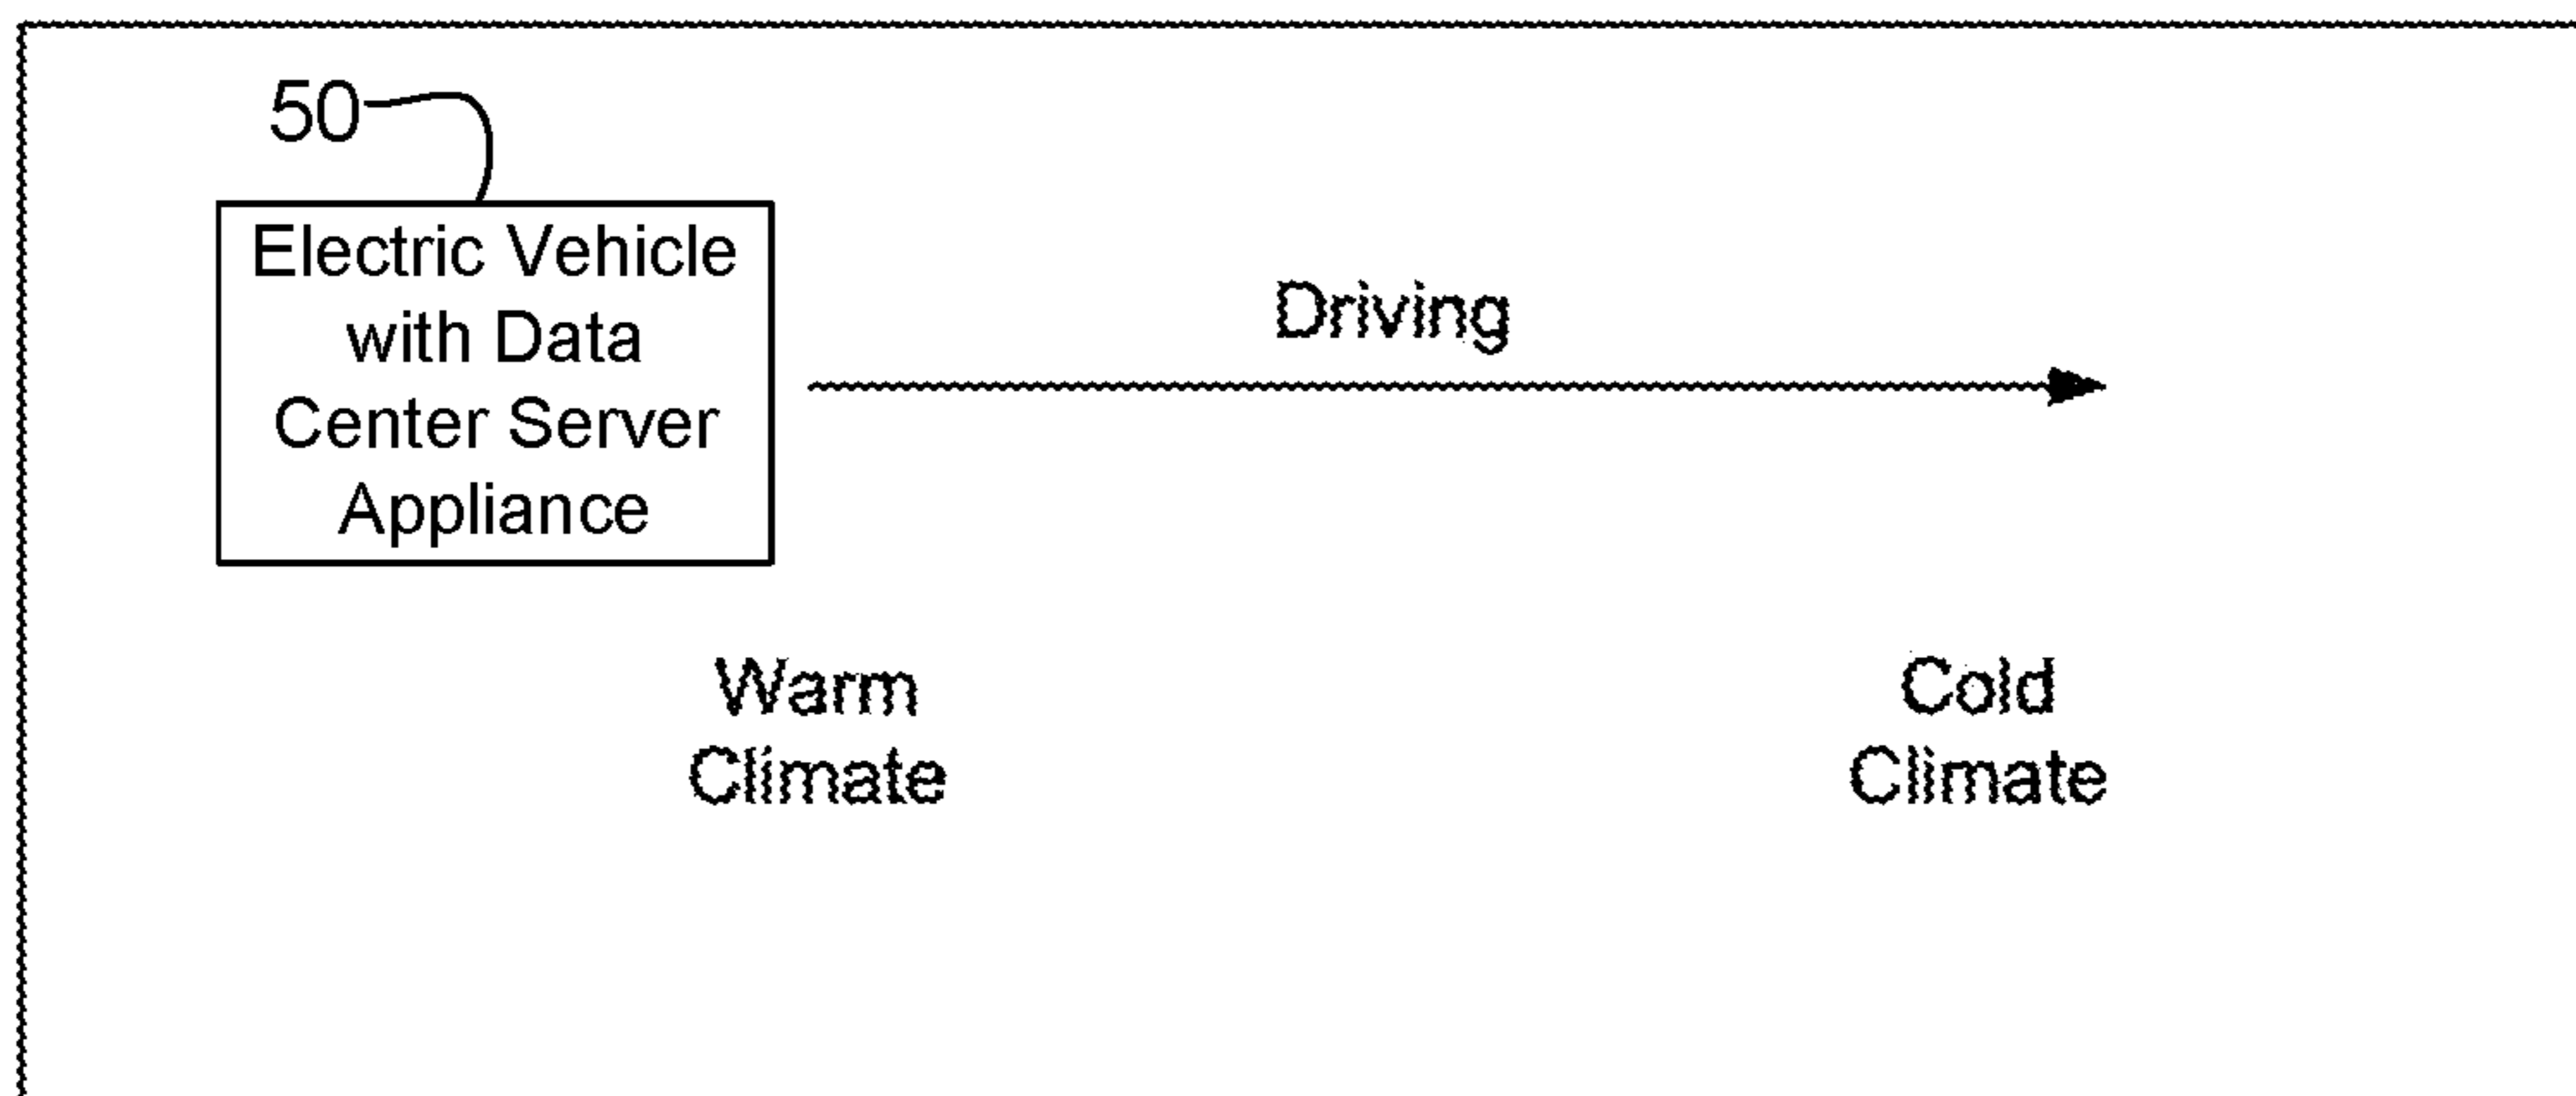 50
Electric Vehicle
with Data
Center Server
Appliance
Driving
Warm
Climate
Cold
Climate